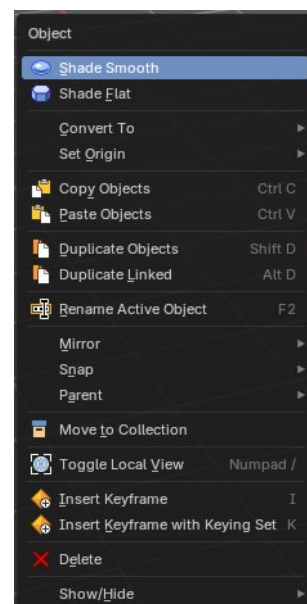 Object
Shade Smooth
Shade Flat
Convert To
Set Origin
Copy Objects Ctrl C
Paste Objects Ctrl V
Duplicate Objects Shift D
Duplicate Linked Alt D
Rename Active Object F2
Mirror
Snap
Parent
Move to Collection
Toggle Local View Numpad /
Insert Keyframe I
Insert Keyframe with Keying Set K
Delete
Show/Hide